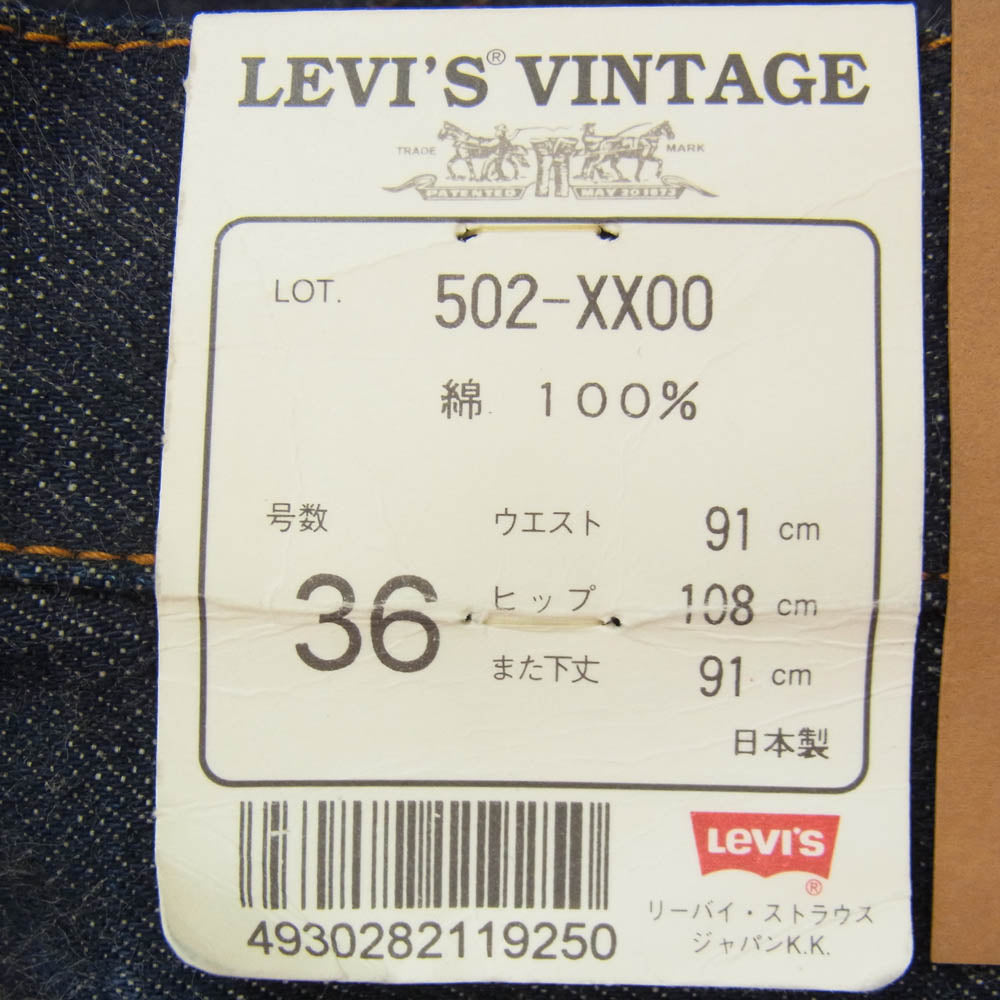 LEVI'S® VINTAGE
TRADE MARK
PATENTED MAY 20 1873
LOT. 502-XX00
綿 100%
号数 ウエスト 91 cm
36 ヒップ 108 cm
また下丈 91 cm
日本製
4930282119250
LEVI'S
®
リーバイ・ストラウス
ジャパンK.K.